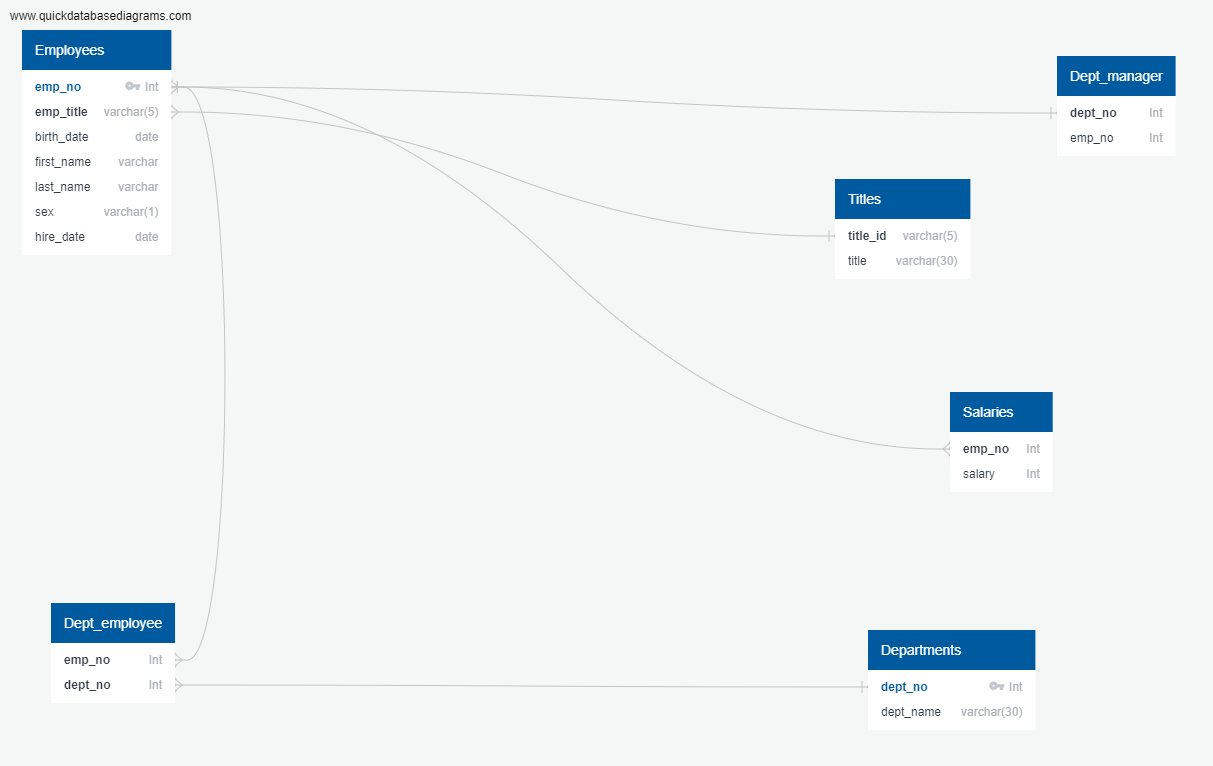 www.quickdatabasediagrams.com
Employees
emp_no Int
emp_title varchar(5)
birth_date date
first_name varchar
last_name varchar
sex varchar(1)
hire_date date
Dept_manager
dept_no Int
emp_no Int
Titles
title_id varchar(5)
title varchar(30)
Salaries
emp_no Int
salary Int
Dept_employee
emp_no Int
dept_no Int
Departments
dept_no Int
dept_name varchar(30)